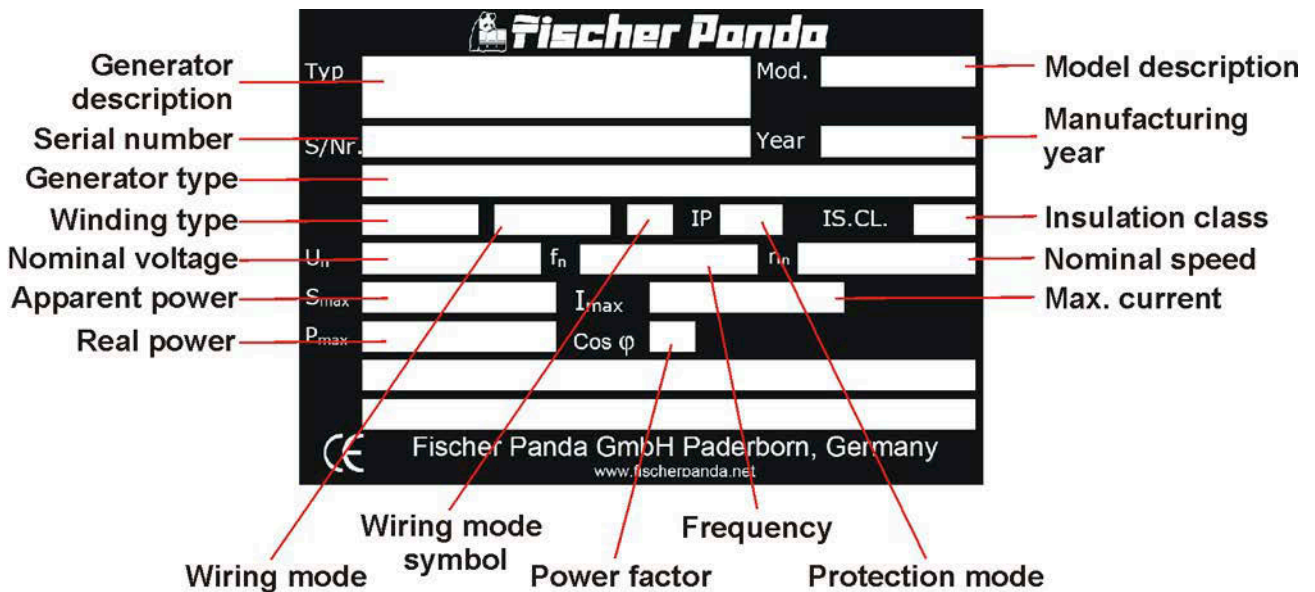 Fischer Panda
Generator description
Typ
Mod.
Model description
Serial number
S/Nr.
Year
Manufacturing year
Generator type
Winding type
IP
IS.CL.
Insulation class
Nominal voltage
Un
fn
nn
Nominal speed
Apparent power
Smax
Imax
Max. current
Real power
Pmax
Cos φ
CE
Fischer Panda GmbH Paderborn, Germany
www.fischerpanda.net
Wiring mode symbol
Frequency
Wiring mode
Power factor
Protection mode